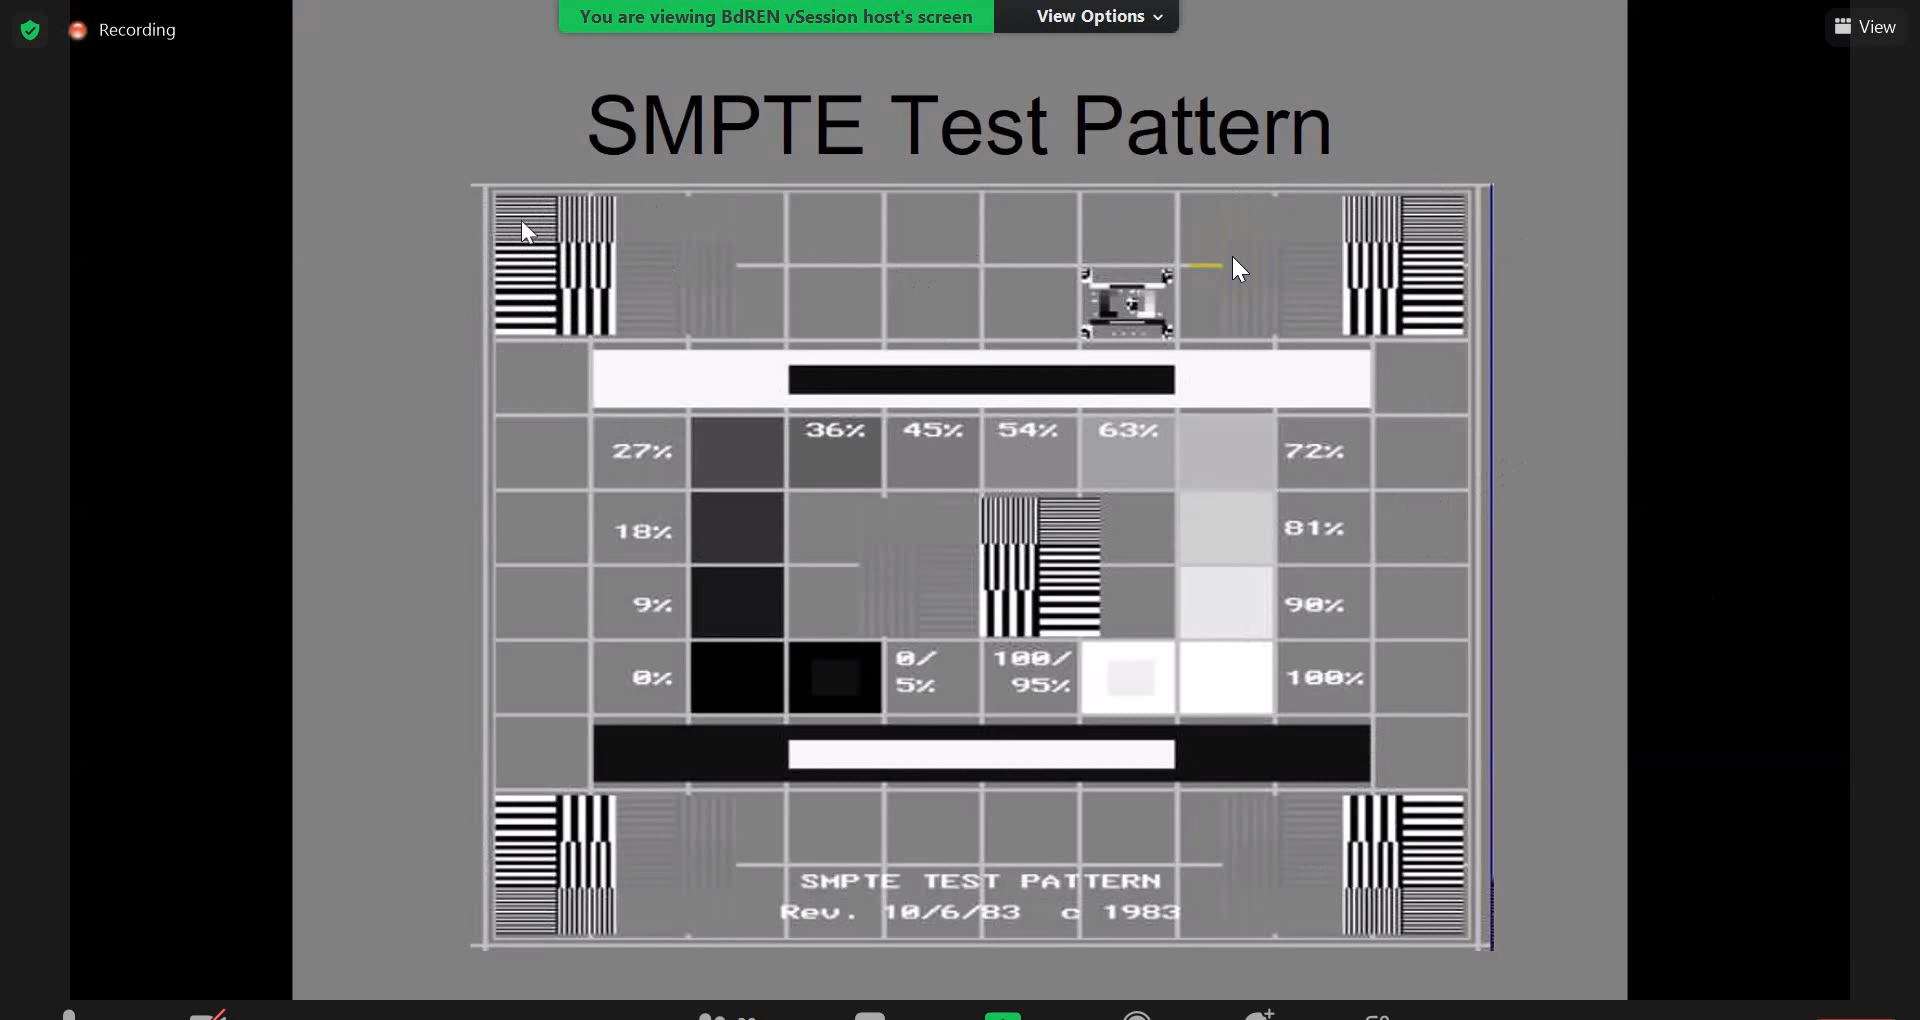 You are viewing BdREN vSession host's screen
View Options
Recording
View
SMPTE Test Pattern
36% 45% 54% 63%
27% 72%
18% 81%
9% 90%
0/ 100/
0% 100%
5% 95%
SMPTE TEST PATTERN
Rev. 10/6/83 c 1983